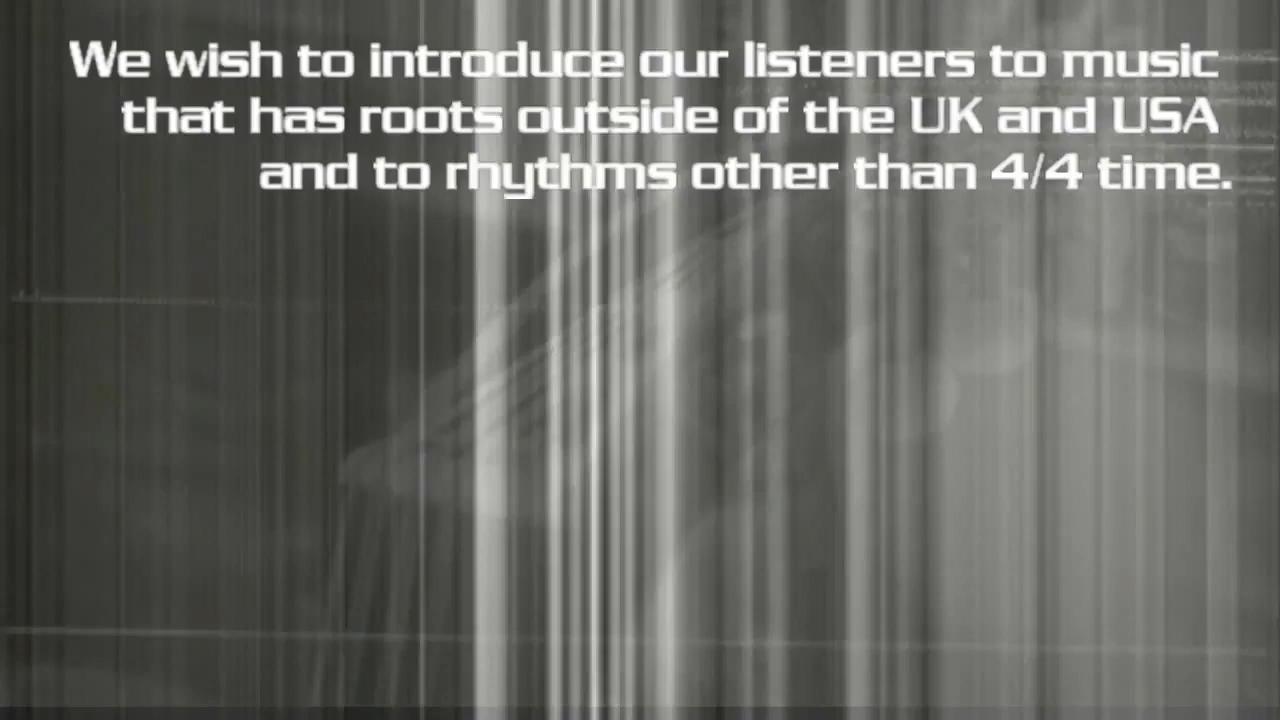 We wish to introduce our listeners to music
that has roots outside of the UK and USA
and to rhythms other than 4/4 time.